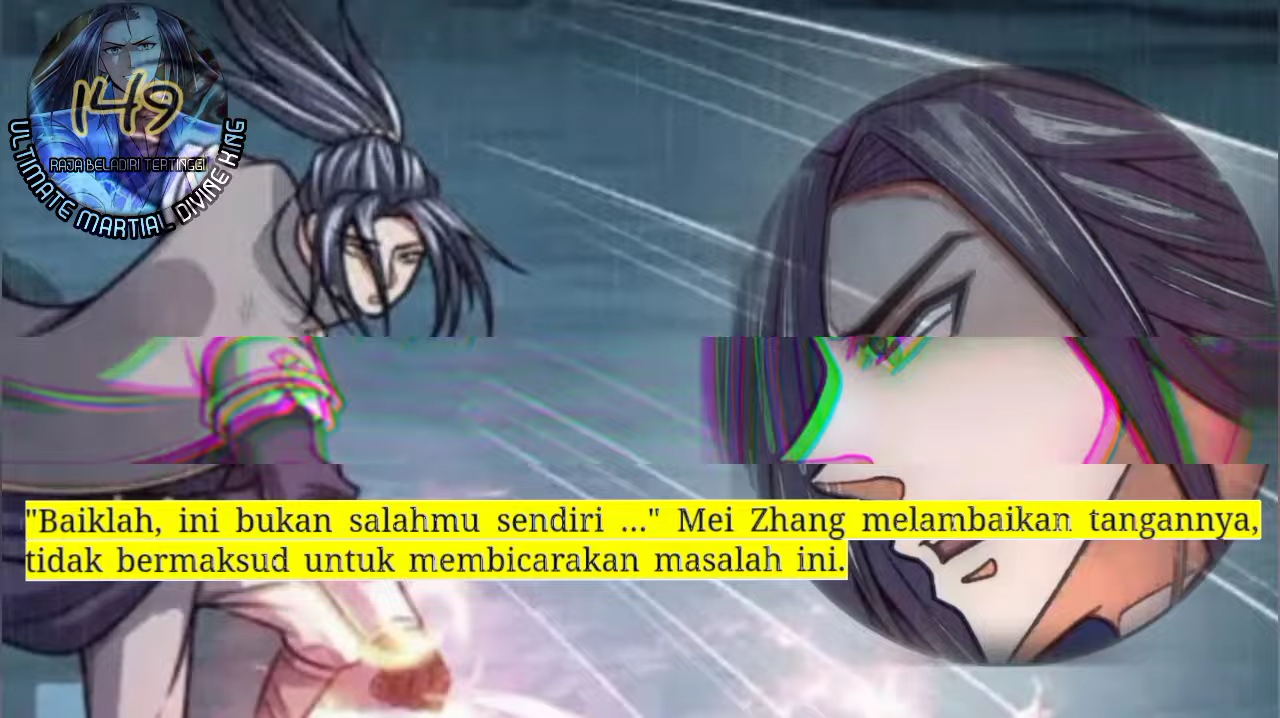 149
RAJA BELADIRI TERTINGGI
ULTIMATE MARTIAL DIVINE KING
"Baiklah, ini bukan salahmu sendiri ..." Mei Zhang melambaikan tangannya,
tidak bermaksud untuk membicarakan masalah ini.